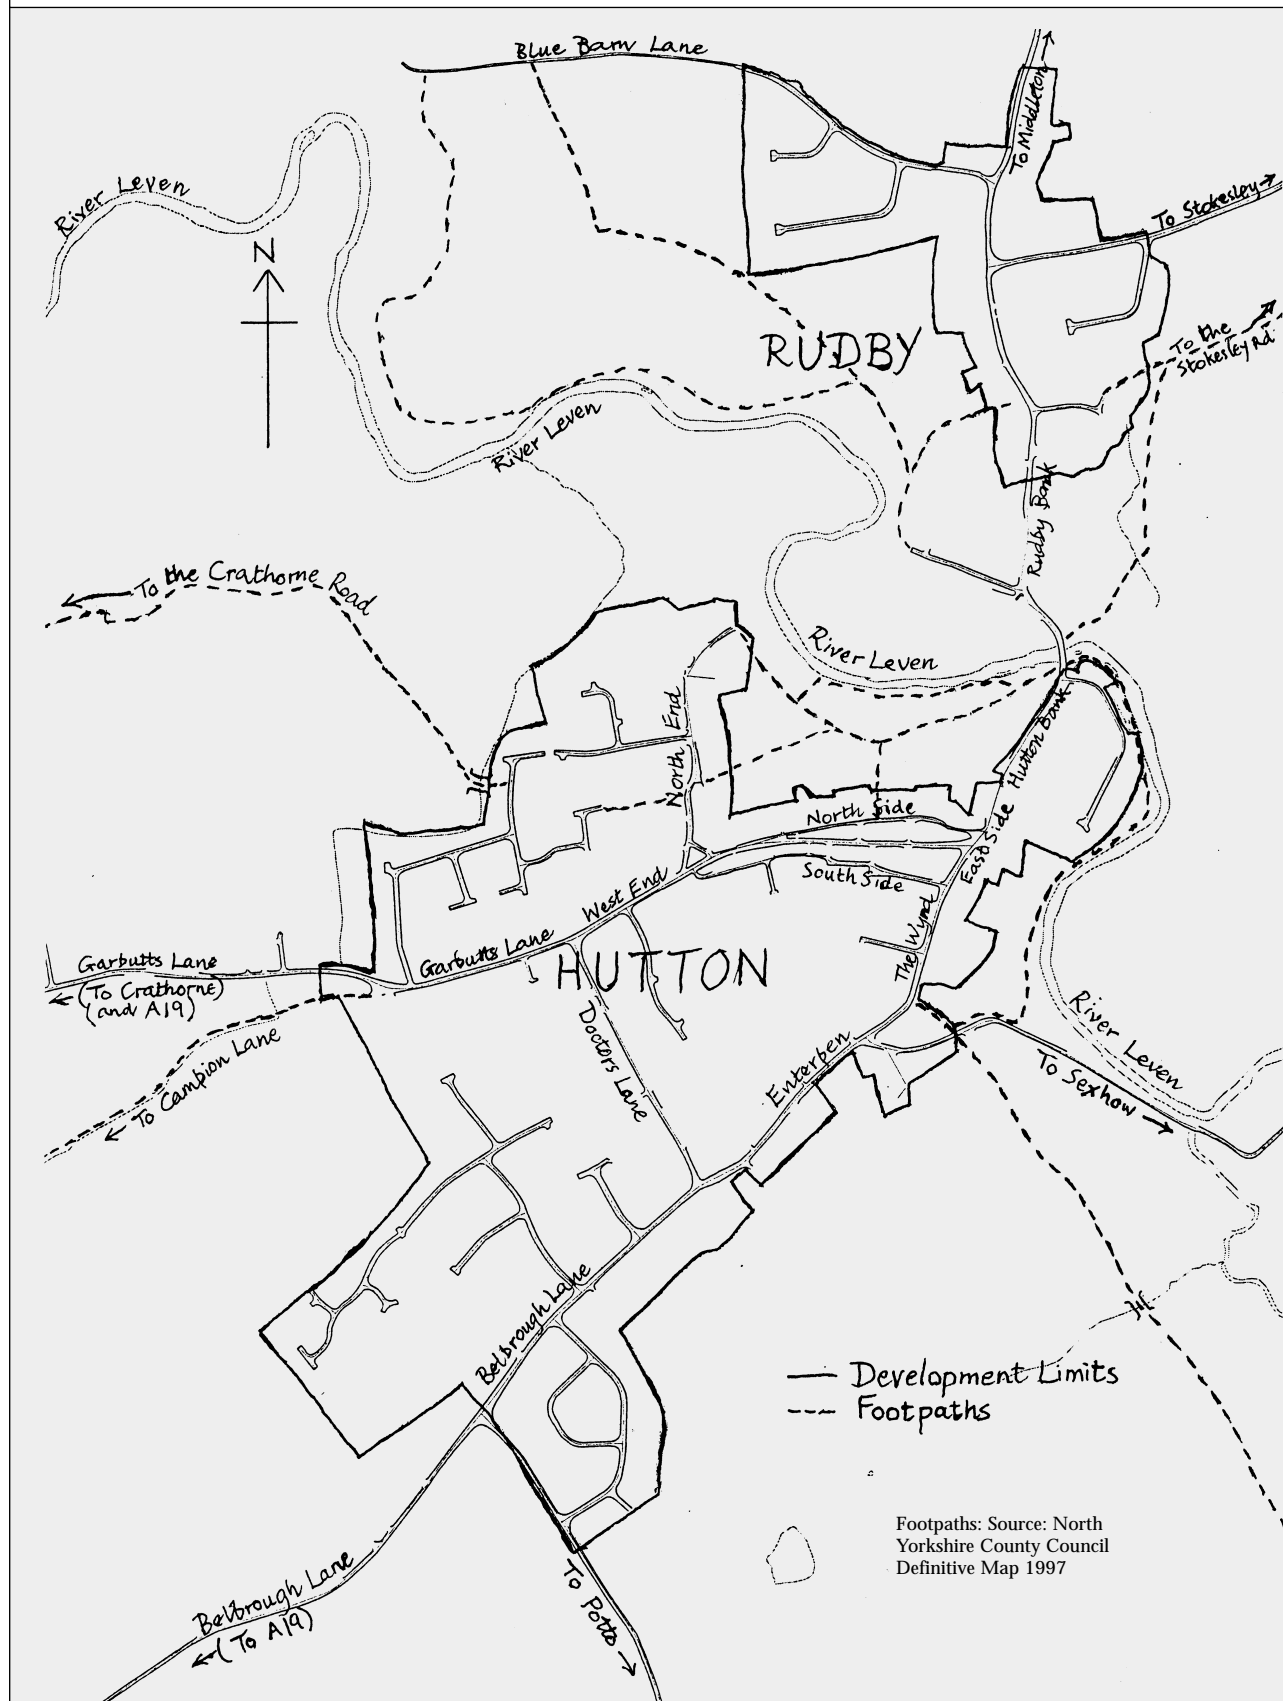 Blue Barn Lane
To Middleton
River Leven
To Stokesley
N
RUDBY
To the
Stokesley Rd
River Leven
Rudby Bank
To the Crathorne Road
River Leven
North End
Hutton Bank
North Side
East Side
South Side
West End
The Wynd
Garbutts Lane
Garbutts Lane
(To Crathorne)
(and A19)
HUTTON
River Leven
Doctors Lane
Enterpen
To Campion Lane
To Sexhow
Belbrough Lane
Development Limits
Footpaths
Footpaths: Source: North
Yorkshire County Council
Definitive Map 1997
Belbrough Lane
(To A19)
To Potto